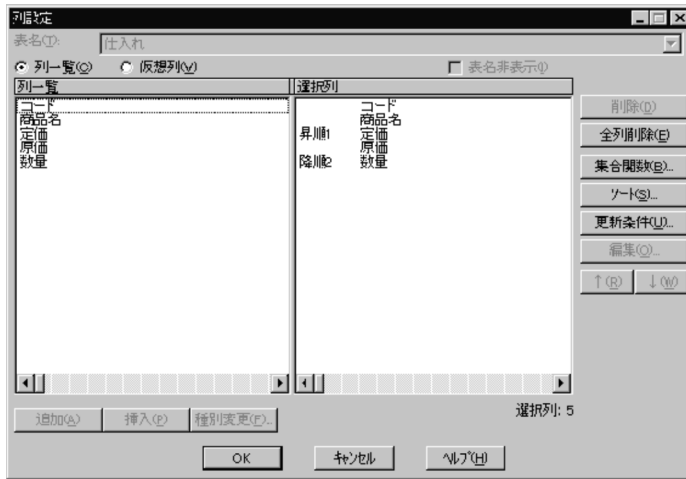 列設定
表名(T):
仕入れ
列一覧(C)
仮想列(V)
表名非表示(I)
列一覧
選択列
コード
商品名
定価
原価
数量
コード
商品名
昇順1 定価
原価
降順2 数量
削除(D)
全列削除(E)
集合関数(B)...
ソート(S)...
更新条件(U)...
編集(O)...
↑(R)
↓(W)
選択列: 5
追加(A)
挿入(P)
種別変更(F)...
OK
キャンセル
ヘルプ(H)